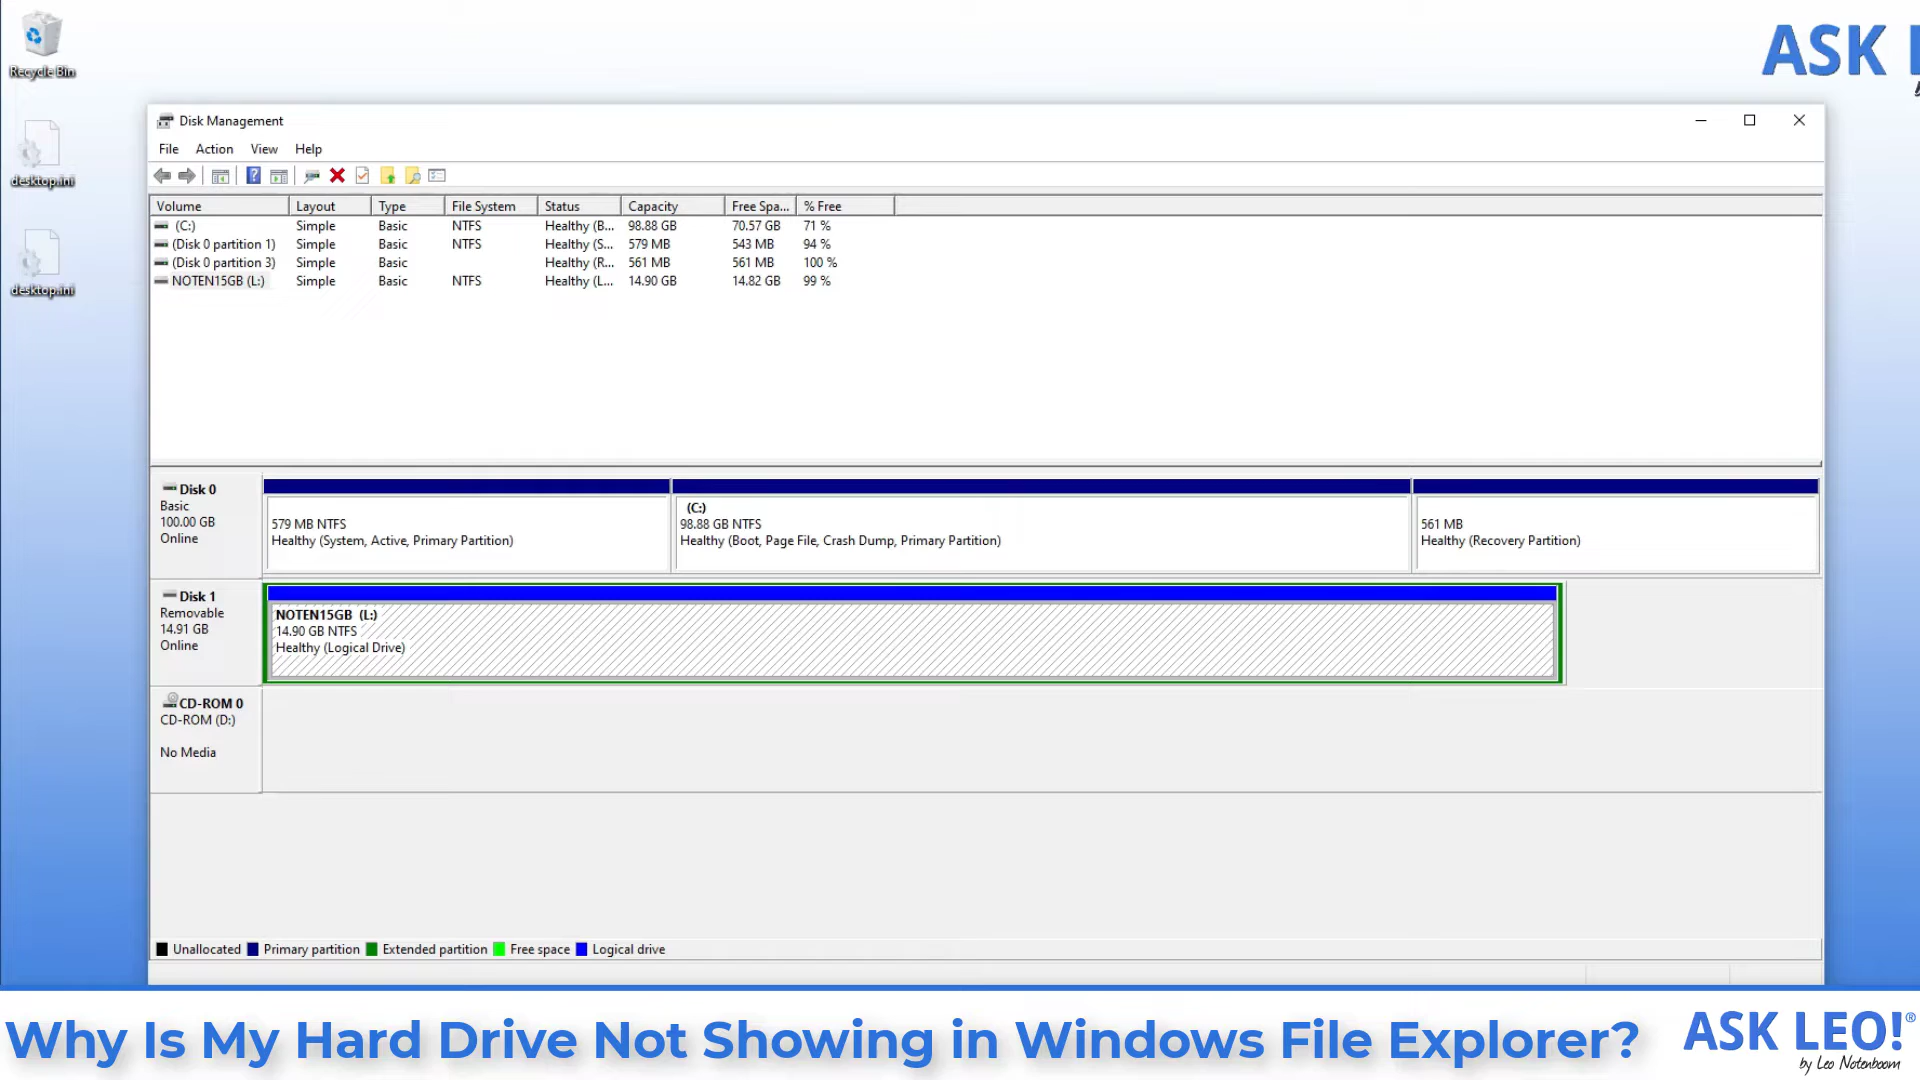 Recycle Bin
desktop.ini
desktop.ini
ASK
Disk Management
File Action View Help
Volume Layout Type File System Status Capacity Free Spa... % Free
(C:) Simple Basic NTFS Healthy (B... 98.88 GB 70.57 GB 71 %
(Disk 0 partition 1) Simple Basic NTFS Healthy (S... 579 MB 543 MB 94 %
(Disk 0 partition 3) Simple Basic Healthy (R... 561 MB 561 MB 100 %
NOTEN15GB (L:) Simple Basic NTFS Healthy (L... 14.90 GB 14.82 GB 99 %
Disk 0
Basic
100.00 GB
Online
579 MB NTFS
Healthy (System, Active, Primary Partition)
(C:)
98.88 GB NTFS
Healthy (Boot, Page File, Crash Dump, Primary Partition)
561 MB
Healthy (Recovery Partition)
Disk 1
Removable
14.91 GB
Online
NOTEN15GB (L:)
14.90 GB NTFS
Healthy (Logical Drive)
CD-ROM 0
CD-ROM (D:)
No Media
Unallocated Primary partition Extended partition Free space Logical drive
Why Is My Hard Drive Not Showing in Windows File Explorer?
ASK LEO!®
by Leo Notenboom